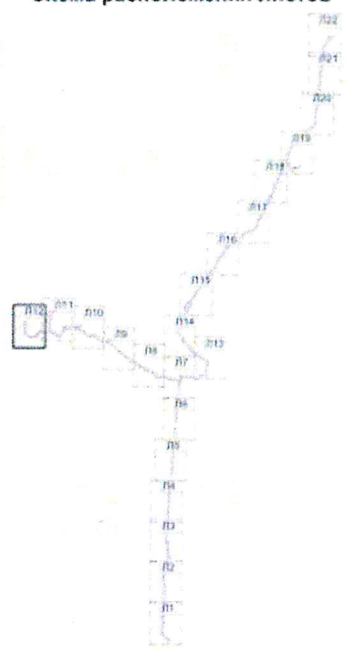 Схема расположения листов
Л22
Л21
Л20
Л19
Л18
Л17
Л16
Л15
Л14
Л13
Л12
Л11
Л10
Л9
Л8
Л7
Л6
Л5
Л4
Л3
Л2
Л1